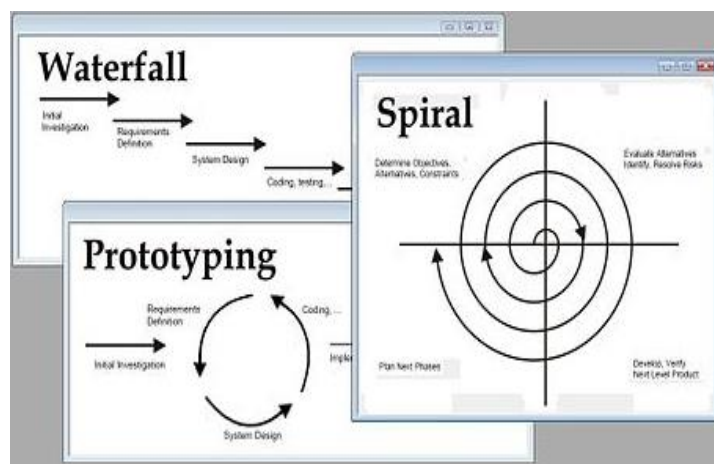 Waterfall
Initial
Investigation
Requirements
Definition
System Design
Coding, testing,...
Prototyping
Requirements
Definition
Coding, ...
Initial Investigation
Implem
System Design
Spiral
Determine Objectives,
Alternatives, Constraints
Evaluate Alternatives
Identify, Resolve Risks
Plan Next Phases
Develop, Verify
Next Level Product